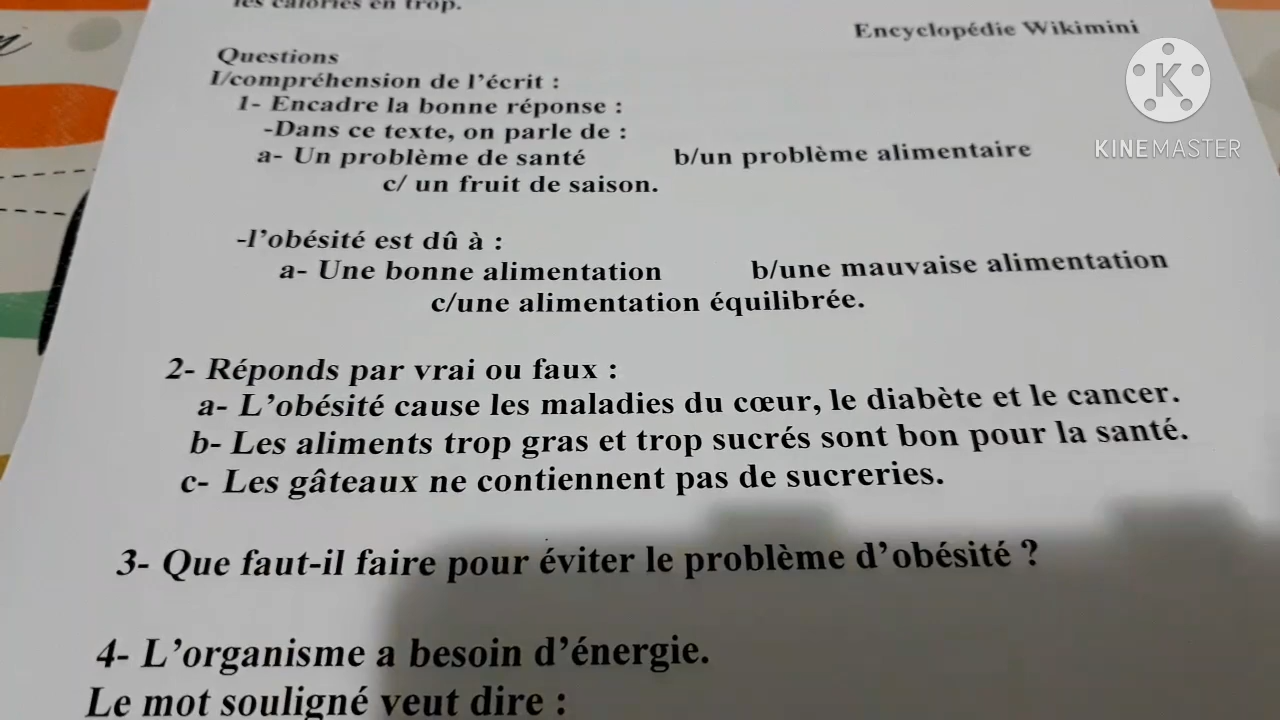 les calories en trop.
Encyclopédie Wikimini
Questions
I/compréhension de l'écrit :
1- Encadre la bonne réponse :
-Dans ce texte, on parle de :
a- Un problème de santé b/un problème alimentaire
c/ un fruit de saison.
-l'obésité est dû à :
a- Une bonne alimentation b/une mauvaise alimentation
c/une alimentation équilibrée.
2- Réponds par vrai ou faux :
a- L'obésité cause les maladies du cœur, le diabète et le cancer.
b- Les aliments trop gras et trop sucrés sont bon pour la santé.
c- Les gâteaux ne contiennent pas de sucreries.
3- Que faut-il faire pour éviter le problème d'obésité ?
4- L'organisme a besoin d'énergie.
Le mot souligné veut dire :
K
KINEMASTER